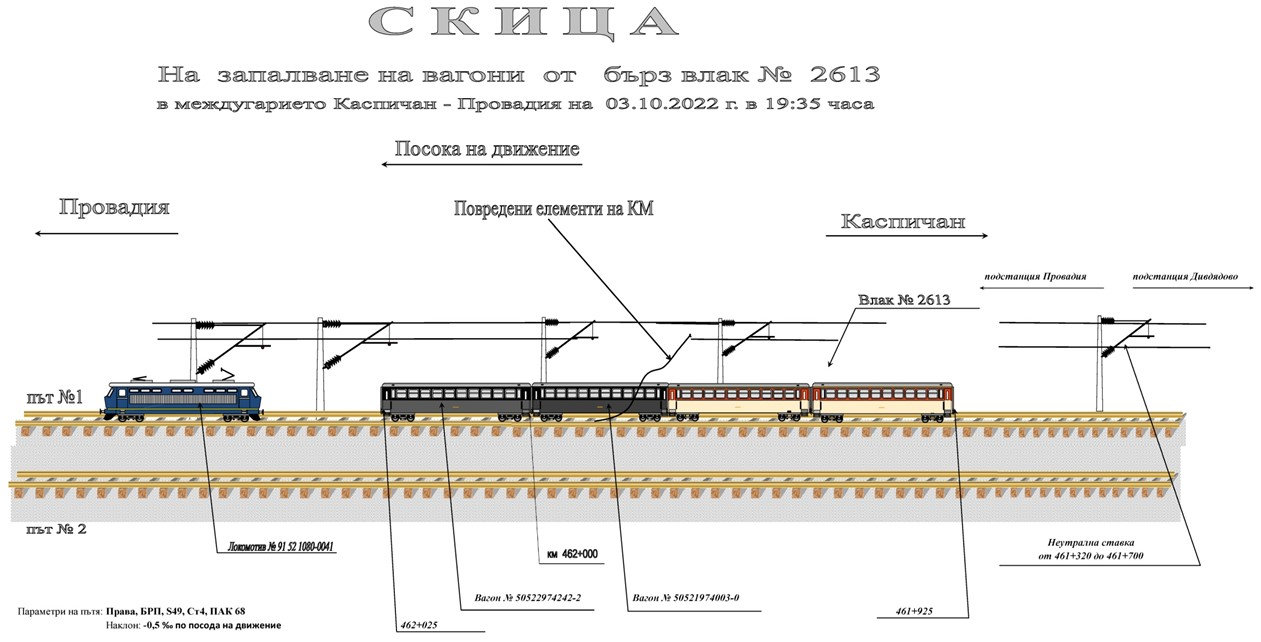 СКИЦА
На запалване на вагони от бърз влак № 2613
в междугарието Каспичан - Провадия на 03.10.2022 г. в 19:35 часа
Посока на движение
Провадия
Повредени елементи на КМ
Каспичан
подстанция Провадия
подстанция Дивдядово
Влак № 2613
път №1
път № 2
Локомотив № 91 52 1080-0041
км 462+000
Неутрална ставка
от 461+320 до 461+700
Вагон № 50522974242-2
Вагон № 50521974003-0
461+925
462+025
Параметри на пътя: Права, БРП, S49, Ст4, ПАК 68
Наклон: -0,5 ‰ по посода на движение